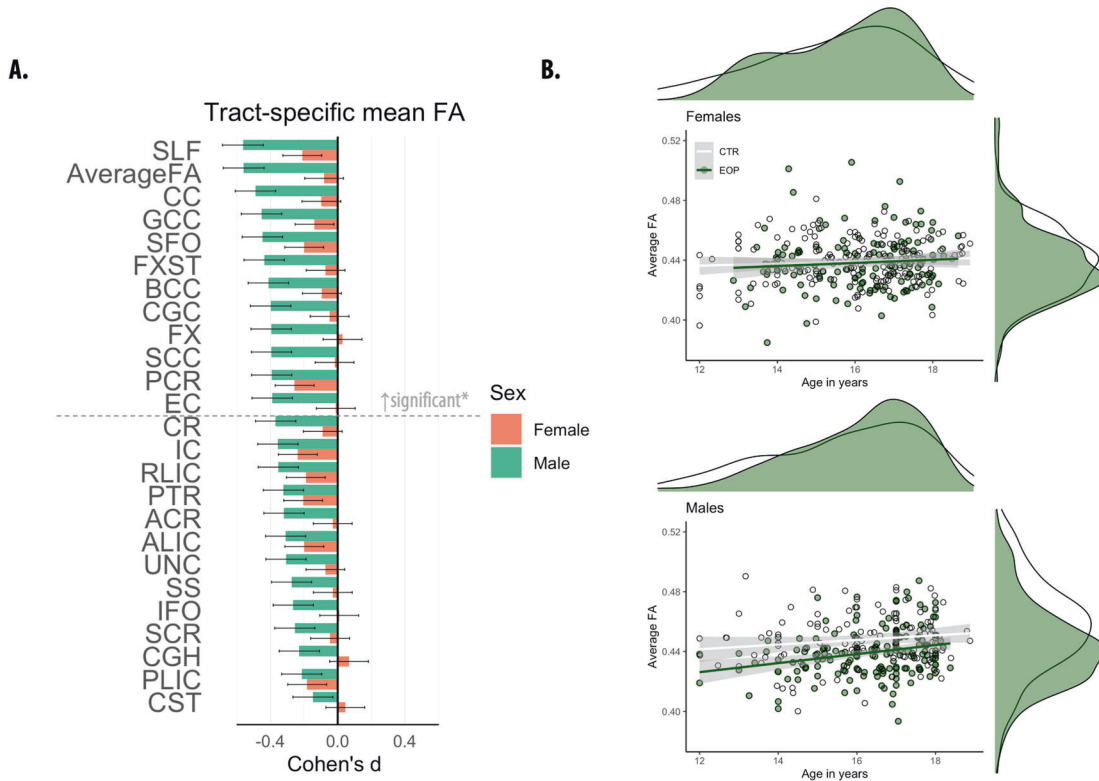 A.
Tract-specific mean FA
SLF
AverageFA
CC
GCC
SFO
FXST
BCC
CGC
FX
SCC
PCR
EC
CR
IC
RLIC
PTR
ACR
ALIC
UNC
SS
IFO
SCR
CGH
PLIC
CST
↑significant*
-0.4 0.0 0.4
Cohen's d
Sex
Female
Male
B.
Females
CTR
EOP
0.52
0.48
0.44
0.40
Average FA
12 14 16 18
Age in years
Males
0.52
0.48
0.44
0.40
Average FA
12 14 16 18
Age in years